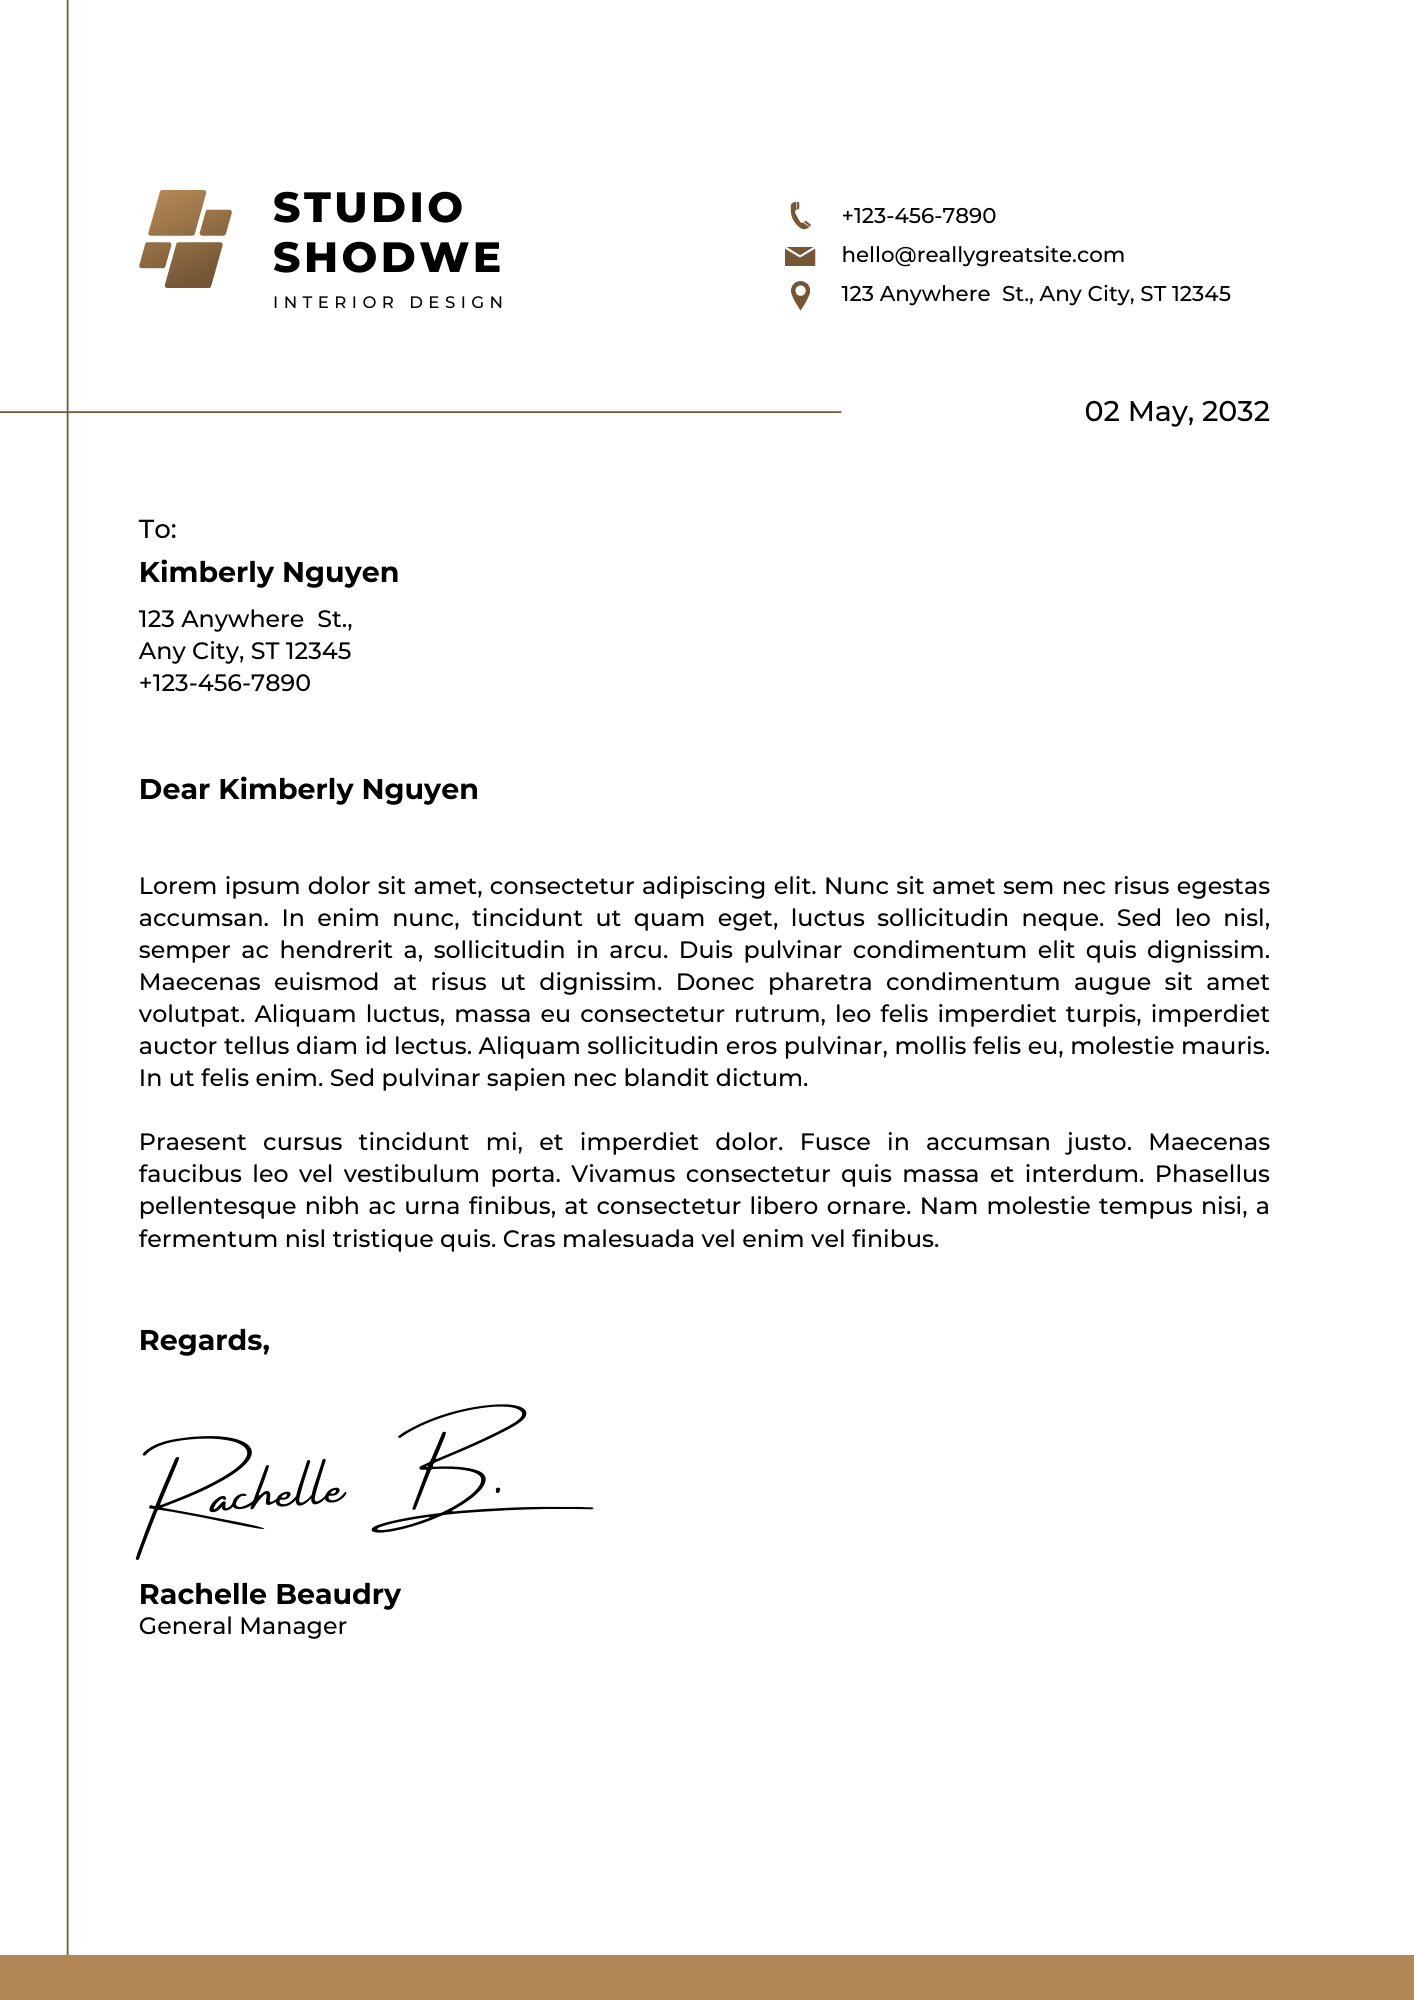 STUDIO
SHODWE
INTERIOR DESIGN
+123-456-7890
hello@reallygreatsite.com
123 Anywhere  St., Any City, ST 12345
02 May, 2032
To:
Kimberly Nguyen
123 Anywhere  St.,
Any City, ST 12345
+123-456-7890
Dear Kimberly Nguyen
Lorem ipsum dolor sit amet, consectetur adipiscing elit. Nunc sit amet sem nec risus egestas
accumsan. In enim nunc, tincidunt ut quam eget, luctus sollicitudin neque. Sed leo nisl,
semper ac hendrerit a, sollicitudin in arcu. Duis pulvinar condimentum elit quis dignissim.
Maecenas euismod at risus ut dignissim. Donec pharetra condimentum augue sit amet
volutpat. Aliquam luctus, massa eu consectetur rutrum, leo felis imperdiet turpis, imperdiet
auctor tellus diam id lectus. Aliquam sollicitudin eros pulvinar, mollis felis eu, molestie mauris.
In ut felis enim. Sed pulvinar sapien nec blandit dictum.
Praesent cursus tincidunt mi, et imperdiet dolor. Fusce in accumsan justo. Maecenas
faucibus leo vel vestibulum porta. Vivamus consectetur quis massa et interdum. Phasellus
pellentesque nibh ac urna finibus, at consectetur libero ornare. Nam molestie tempus nisi, a
fermentum nisl tristique quis. Cras malesuada vel enim vel finibus.
Regards,
Rachelle B.
Rachelle Beaudry
General Manager